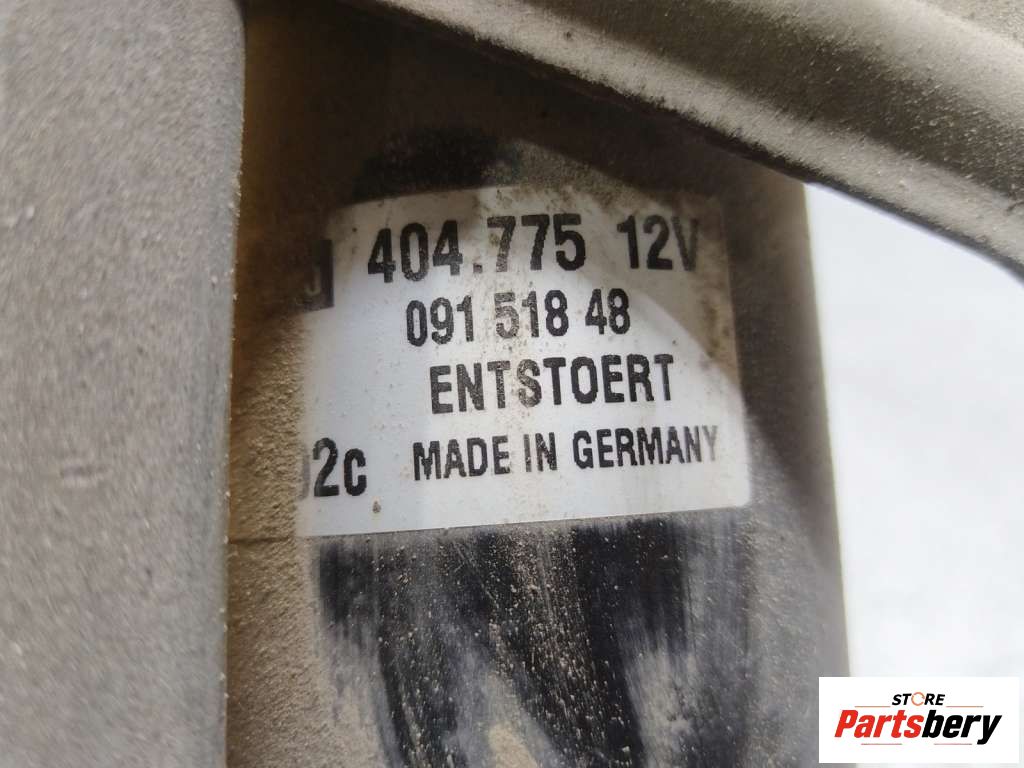 404.775 12V
091 518 48
ENTSTOERT
2c MADE IN GERMANY
STORE
Partsbery